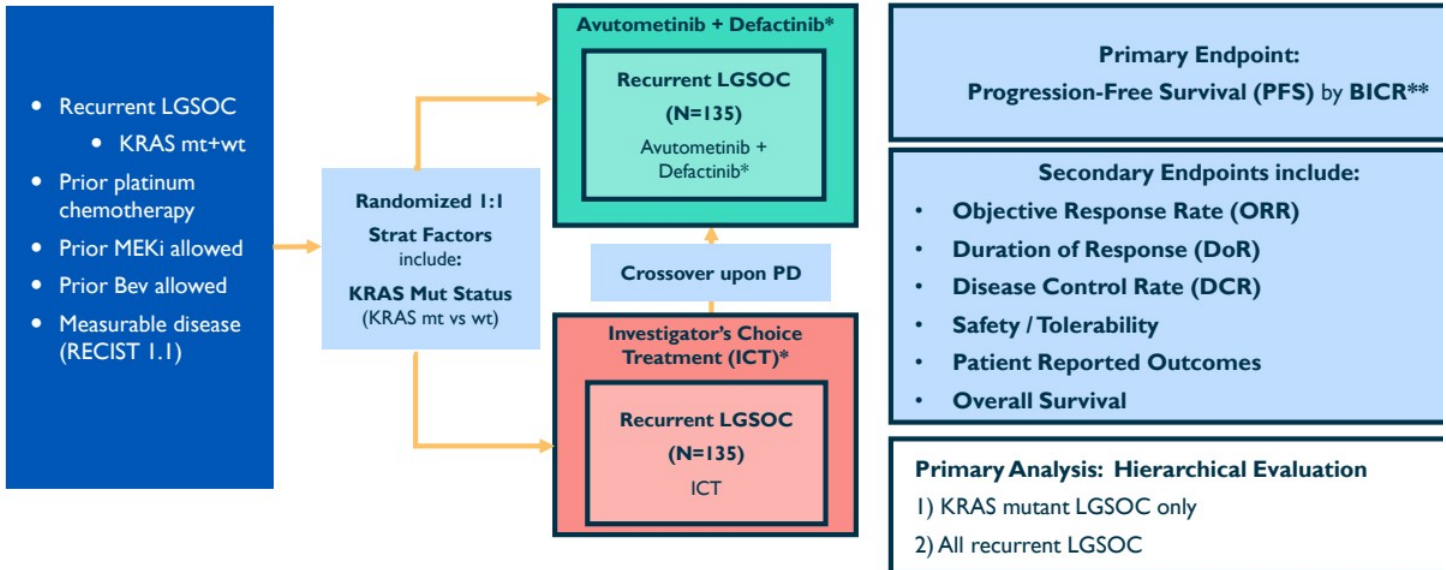 • Recurrent LGSOC
• KRAS mt+wt
• Prior platinum
chemotherapy
• Prior MEKi allowed
• Prior Bev allowed
• Measurable disease
(RECIST 1.1)
Randomized 1:1
Strat Factors
include:
KRAS Mut Status
(KRAS mt vs wt)
Avutometinib + Defactinib*
Recurrent LGSOC
(N=135)
Avutometinib +
Defactinib*
Crossover upon PD
Investigator's Choice
Treatment (ICT)*
Recurrent LGSOC
(N=135)
ICT
Primary Endpoint:
Progression-Free Survival (PFS) by BICR**
Secondary Endpoints include:
• Objective Response Rate (ORR)
• Duration of Response (DoR)
• Disease Control Rate (DCR)
• Safety / Tolerability
• Patient Reported Outcomes
• Overall Survival
Primary Analysis: Hierarchical Evaluation
1) KRAS mutant LGSOC only
2) All recurrent LGSOC